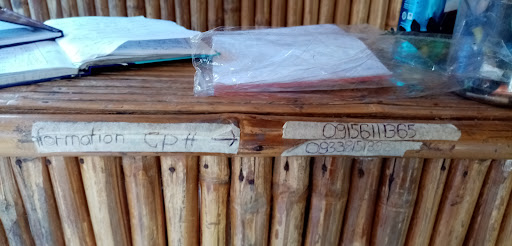 formation CP # → 09156111365